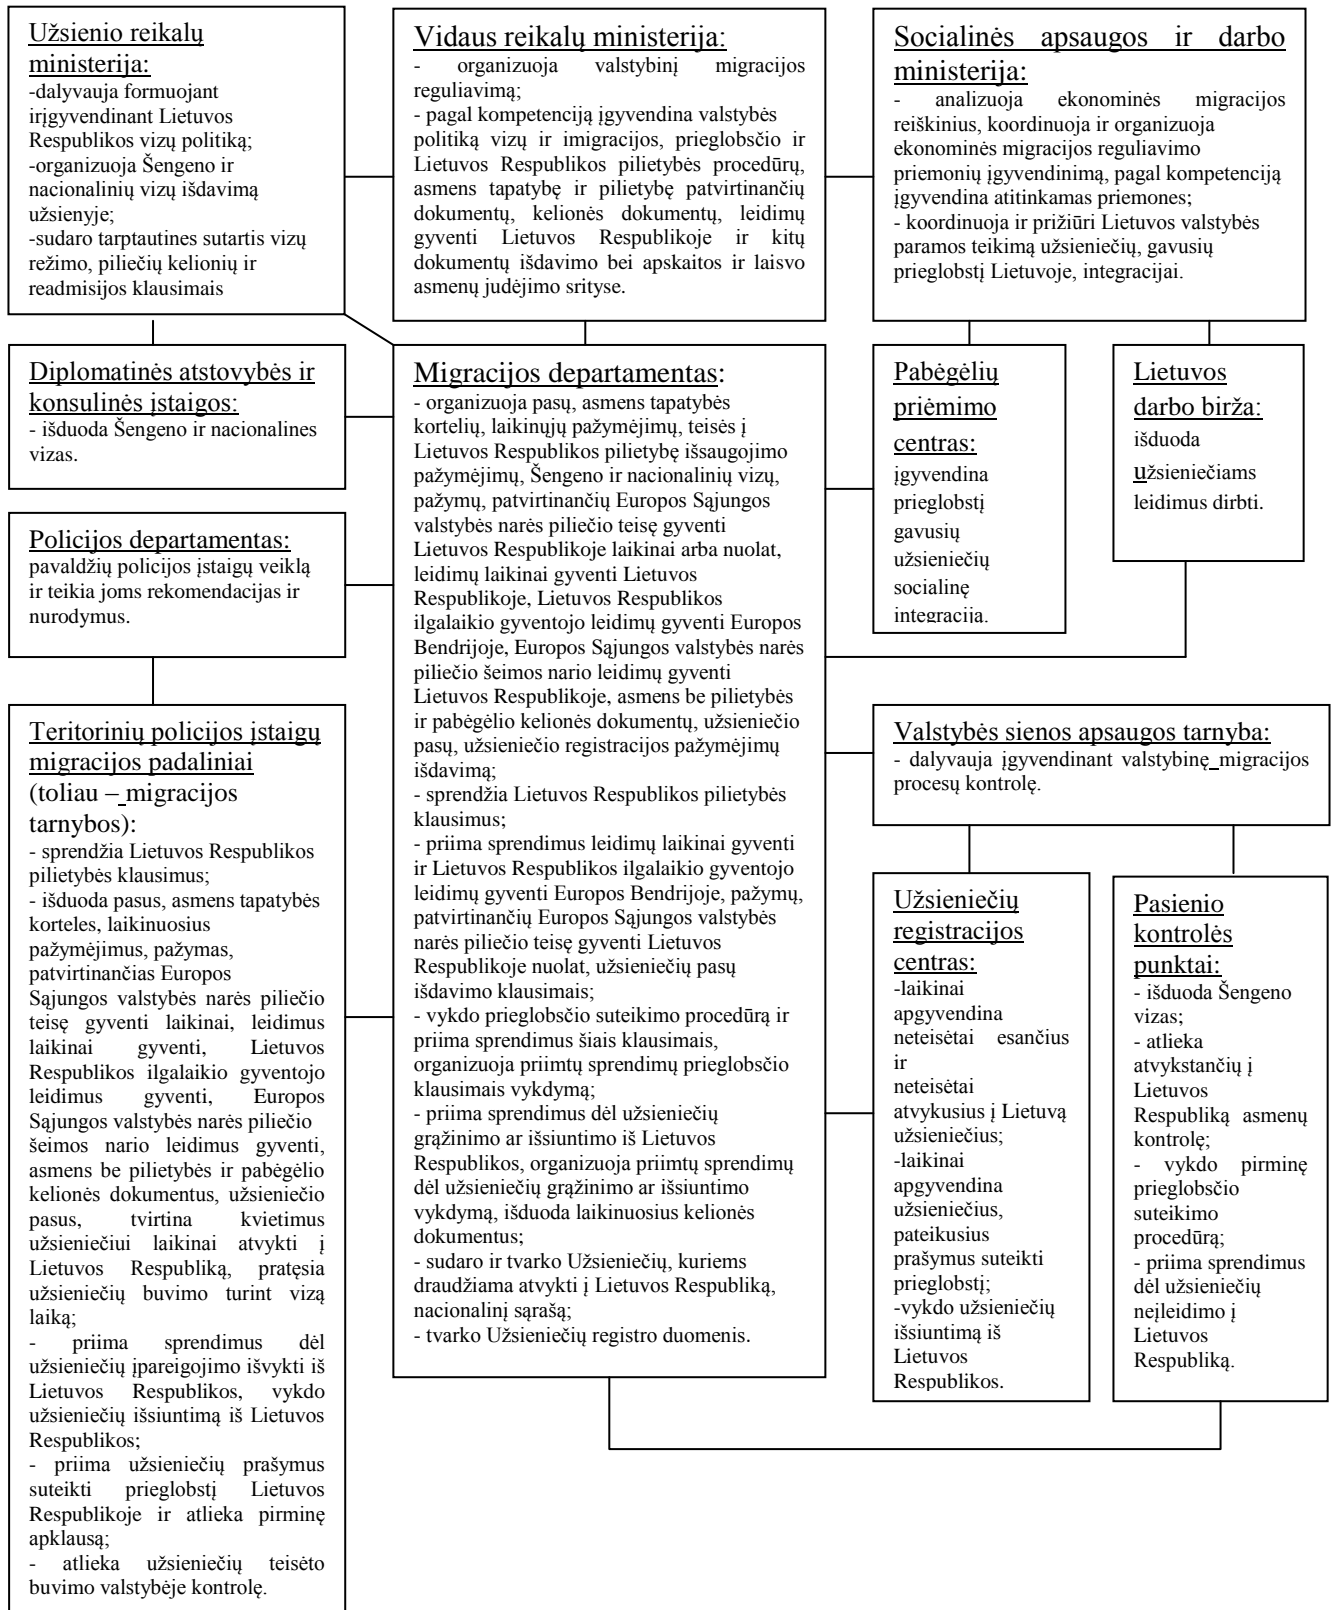 Užsienio reikalų
ministerija:
-dalyvauja formuojant
irįgyvendinant Lietuvos
Respublikos vizų politiką;
-organizuoja Šengeno ir
nacionalinių vizų išdavimą
užsienyje;
-sudaro tarptautines sutartis vizų
režimo, piliečių kelionių ir
readmisijos klausimais
Vidaus reikalų ministerija:
- organizuoja valstybinį migracijos
reguliavimą;
- pagal kompetenciją įgyvendina valstybės
politiką vizų ir imigracijos, prieglobsčio ir
Lietuvos Respublikos pilietybės procedūrų,
asmens tapatybę ir pilietybę patvirtinančių
dokumentų, kelionės dokumentų, leidimų
gyventi Lietuvos Respublikoje ir kitų
dokumentų išdavimo bei apskaitos ir laisvo
asmenų judėjimo srityse.
Socialinės apsaugos ir darbo
ministerija:
- analizuoja ekonominės migracijos
reiškinius, koordinuoja ir organizuoja
ekonominės migracijos reguliavimo
priemonių įgyvendinimą, pagal kompetenciją
įgyvendina atitinkamas priemones;
- koordinuoja ir prižiūri Lietuvos valstybės
paramos teikimą užsieniečių, gavusių
prieglobstį Lietuvoje, integracijai.
Diplomatinės atstovybės ir
konsulinės įstaigos:
- išduoda Šengeno ir nacionalines
vizas.
Policijos departamentas:
pavaldžių policijos įstaigų veiklą
ir teikia joms rekomendacijas ir
nurodymus.
Teritorinių policijos įstaigų
migracijos padaliniai
(toliau – migracijos
tarnybos):
- sprendžia Lietuvos Respublikos
pilietybės klausimus;
- išduoda pasus, asmens tapatybės
korteles, laikinuosius
pažymėjimus, pažymas,
patvirtinančias Europos
Sąjungos valstybės narės piliečio
teisę gyventi laikinai, leidimus
laikinai gyventi, Lietuvos
Respublikos ilgalaikio gyventojo
leidimus gyventi, Europos
Sąjungos valstybės narės piliečio
šeimos nario leidimus gyventi,
asmens be pilietybės ir pabėgėlio
kelionės dokumentus, užsieniečio
pasus, tvirtina kvietimus
užsieniečiui laikinai atvykti į
Lietuvos Respubliką, pratęsia
užsieniečių buvimo turint vizą
laiką;
- priima sprendimus dėl
užsieniečių įpareigojimo išvykti iš
Lietuvos Respublikos, vykdo
užsieniečių išsiuntimą iš Lietuvos
Respublikos;
- priima užsieniečių prašymus
suteikti prieglobstį Lietuvos
Respublikoje ir atlieka pirminę
apklausą;
- atlieka užsieniečių teisėto
buvimo valstybėje kontrolę.
Migracijos departamentas:
- organizuoja pasų, asmens tapatybės
kortelių, laikinųjų pažymėjimų, teisės į
Lietuvos Respublikos pilietybę išsaugojimo
pažymėjimų, Šengeno ir nacionalinių vizų,
pažymų, patvirtinančių Europos Sąjungos
valstybės narės piliečio teisę gyventi
Lietuvos Respublikoje laikinai arba nuolat,
leidimų laikinai gyventi Lietuvos
Respublikoje, Lietuvos Respublikos
ilgalaikio gyventojo leidimų gyventi Europos
Bendrijoje, Europos Sąjungos valstybės narės
piliečio šeimos nario leidimų gyventi
Lietuvos Respublikoje, asmens be pilietybės
ir pabėgėlio kelionės dokumentų, užsieniečio
pasų, užsieniečio registracijos pažymėjimų
išdavimą;
- sprendžia Lietuvos Respublikos pilietybės
klausimus;
- priima sprendimus leidimų laikinai gyventi
ir Lietuvos Respublikos ilgalaikio gyventojo
leidimų gyventi Europos Bendrijoje, pažymų,
patvirtinančių Europos Sąjungos valstybės
narės piliečio teisę gyventi Lietuvos
Respublikoje nuolat, užsieniečių pasų
išdavimo klausimais;
- vykdo prieglobsčio suteikimo procedūrą ir
priima sprendimus šiais klausimais,
organizuoja priimtų sprendimų prieglobsčio
klausimais vykdymą;
- priima sprendimus dėl užsieniečių
grąžinimo ar išsiuntimo iš Lietuvos
Respublikos, organizuoja priimtų sprendimų
dėl užsieniečių grąžinimo ar išsiuntimo
vykdymą, išduoda laikinuosius kelionės
dokumentus;
- sudaro ir tvarko Užsieniečių, kuriems
draudžiama atvykti į Lietuvos Respubliką,
nacionalinį sąrašą;
- tvarko Užsieniečių registro duomenis.
Pabėgėlių
priėmimo
centras:
įgyvendina
prieglobstį
gavusių
užsieniečių
socialinę
integraciją.
Lietuvos
darbo birža:
išduoda
užsieniečiams
leidimus dirbti.
Valstybės sienos apsaugos tarnyba:
- dalyvauja įgyvendinant valstybinę migracijos
procesų kontrolę.
Užsieniečių
registracijos
centras:
-laikinai
apgyvendina
neteisėtai esančius
ir
neteisėtai
atvykusius į Lietuvą
užsieniečius;
-laikinai
apgyvendina
užsieniečius,
pateikusius
prašymus suteikti
prieglobstį;
-vykdo užsieniečių
išsiuntimą iš
Lietuvos
Respublikos.
Pasienio
kontrolės
punktai:
- išduoda Šengeno
vizas;
- atlieka
atvykstančių į
Lietuvos
Respubliką asmenų
kontrolę;
- vykdo pirminę
prieglobsčio
suteikimo
procedūrą;
- priima sprendimus
dėl užsieniečių
neįleidimo į
Lietuvos
Respubliką.